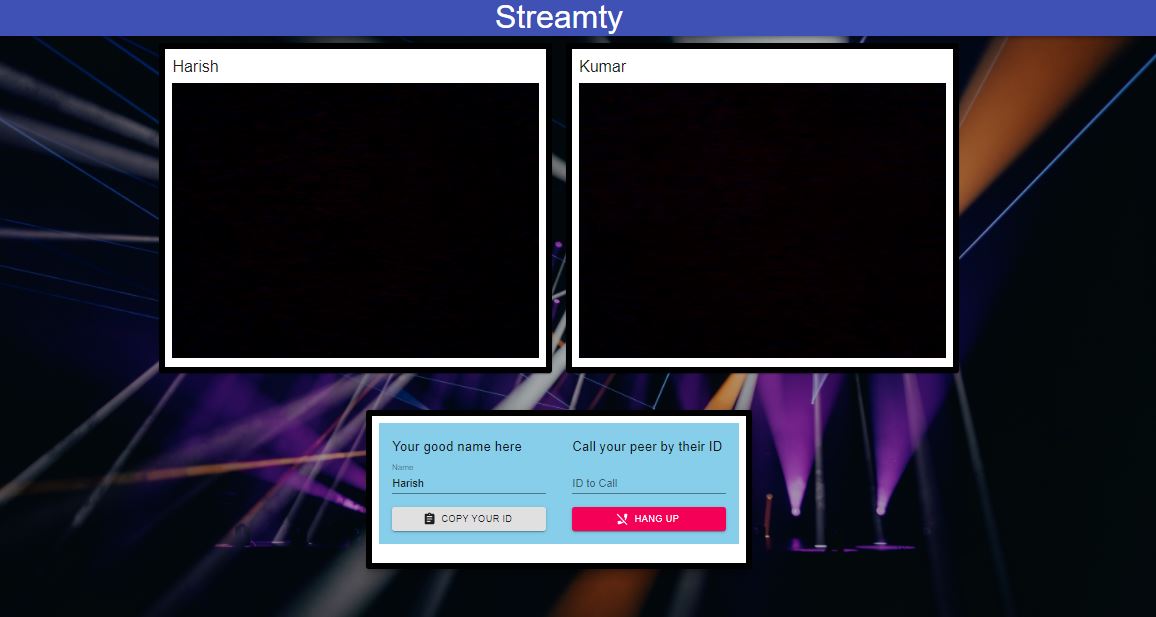 Streamty
Harish
Kumar
Your good name here
Name
Harish
COPY YOUR ID
Call your peer by their ID
ID to Call
HANG UP